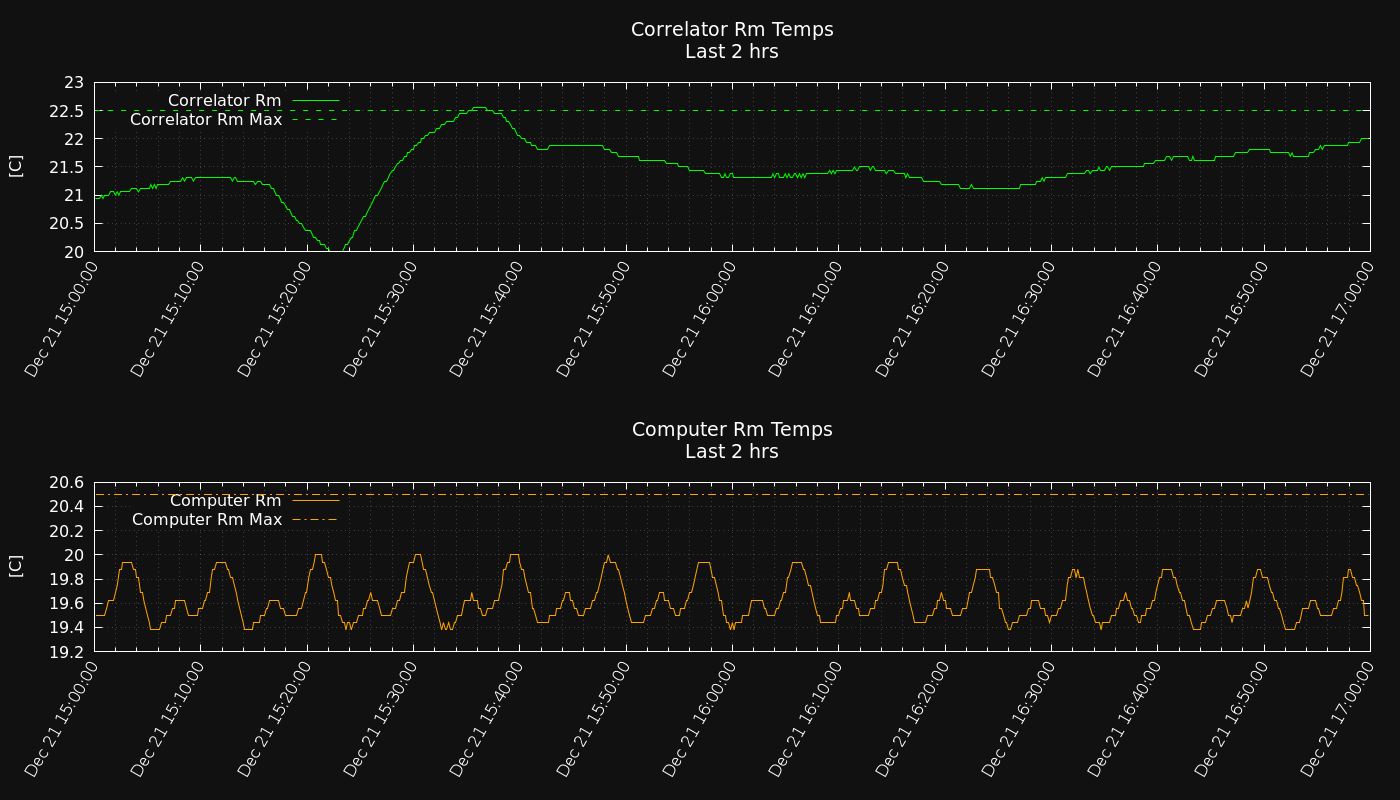 Correlator Rm Temps
Last 2 hrs
[C]
23
22.5
22
21.5
21
20.5
20
Correlator Rm
Correlator Rm Max
Dec 21 15:00:00
Dec 21 15:10:00
Dec 21 15:20:00
Dec 21 15:30:00
Dec 21 15:40:00
Dec 21 15:50:00
Dec 21 16:00:00
Dec 21 16:10:00
Dec 21 16:20:00
Dec 21 16:30:00
Dec 21 16:40:00
Dec 21 16:50:00
Dec 21 17:00:00
Computer Rm Temps
Last 2 hrs
[C]
20.6
20.4
20.2
20
19.8
19.6
19.4
19.2
Computer Rm
Computer Rm Max
Dec 21 15:00:00
Dec 21 15:10:00
Dec 21 15:20:00
Dec 21 15:30:00
Dec 21 15:40:00
Dec 21 15:50:00
Dec 21 16:00:00
Dec 21 16:10:00
Dec 21 16:20:00
Dec 21 16:30:00
Dec 21 16:40:00
Dec 21 16:50:00
Dec 21 17:00:00